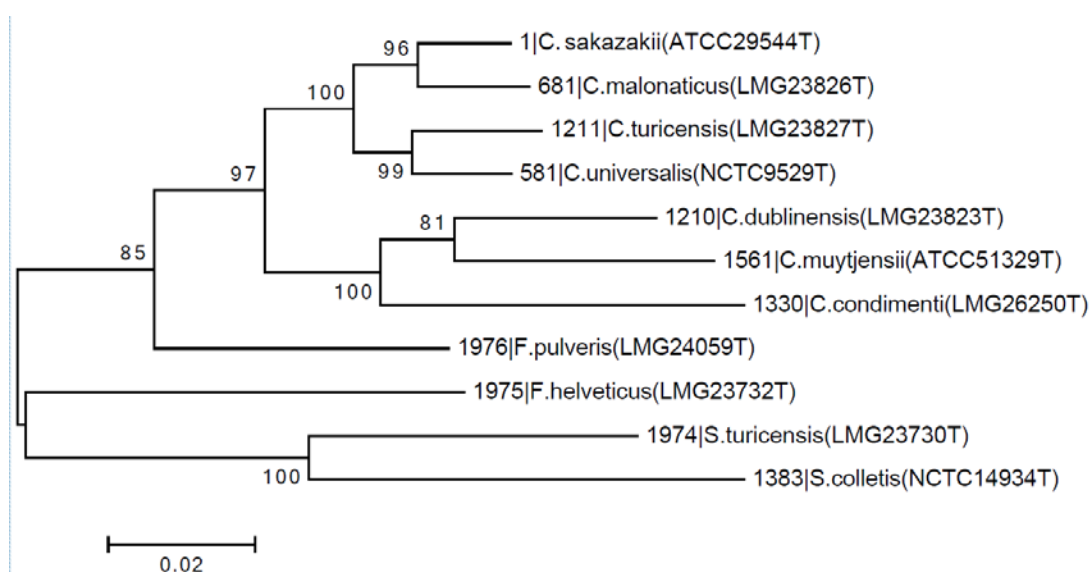 96
1|C. sakazakii(ATCC29544T)
681|C.malonaticus(LMG23826T)
100
1211|C.turicensis(LMG23827T)
99
581|C.universalis(NCTC9529T)
97
81
1210|C.dublinensis(LMG23823T)
85
1561|C.muytjensii(ATCC51329T)
100
1330|C.condimenti(LMG26250T)
1976|F.pulveris(LMG24059T)
1975|F.helveticus(LMG23732T)
1974|S.turicensis(LMG23730T)
100
1383|S.colletis(NCTC14934T)
0.02